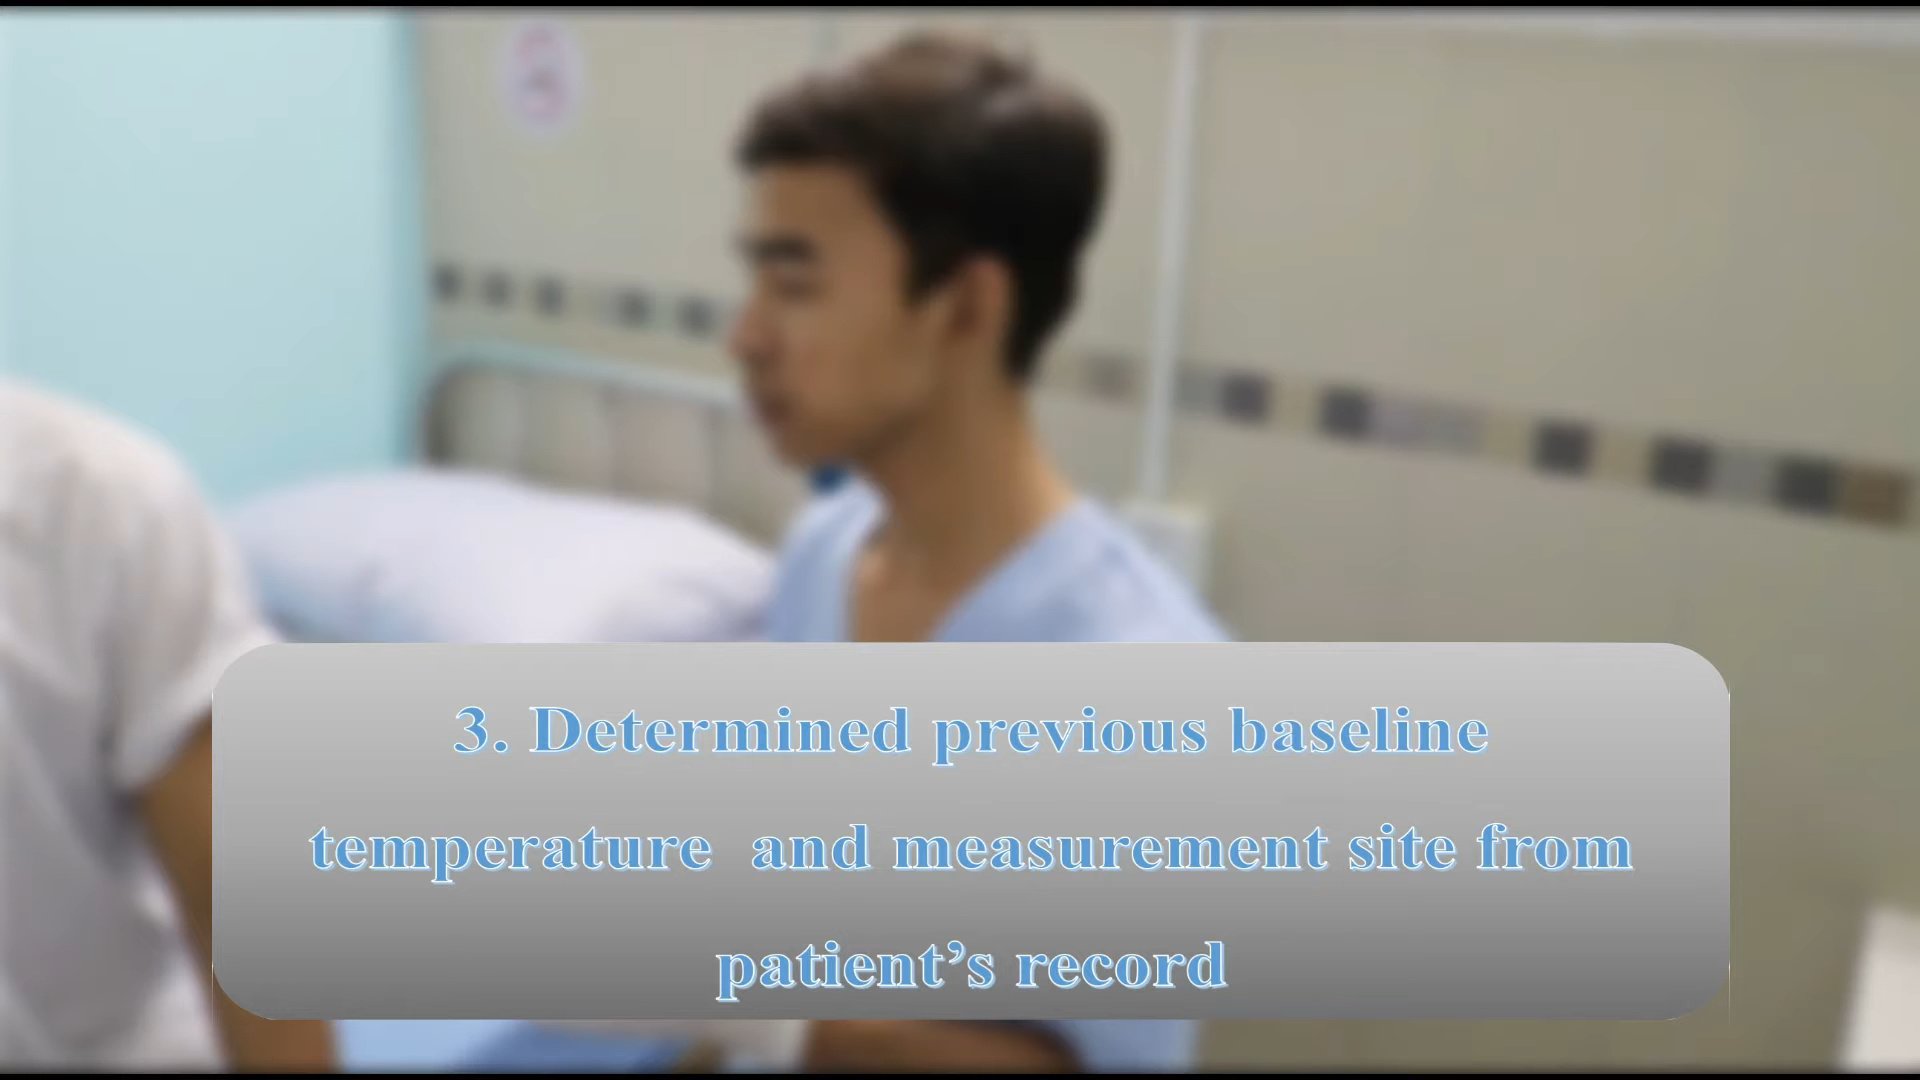 3. Determined previous baseline
temperature and measurement site from
patient’s record